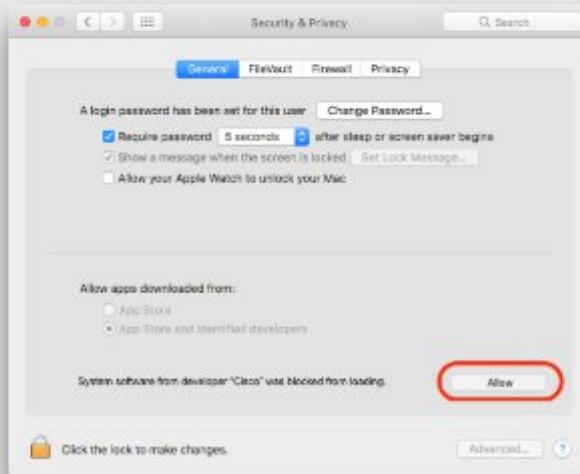 Security & Privacy
Search
General FileVault Firewall Privacy
A login password has been set for this user Change Password...
Require password 5 seconds after sleep or screen saver begins
Show a message when the screen is locked Set Lock Message...
Allow your Apple Watch to unlock your Mac
Allow apps downloaded from:
App Store
App Store and identified developers
System software from developer "Cisco" was blocked from loading. Allow
Click the lock to make changes. Advanced... ?